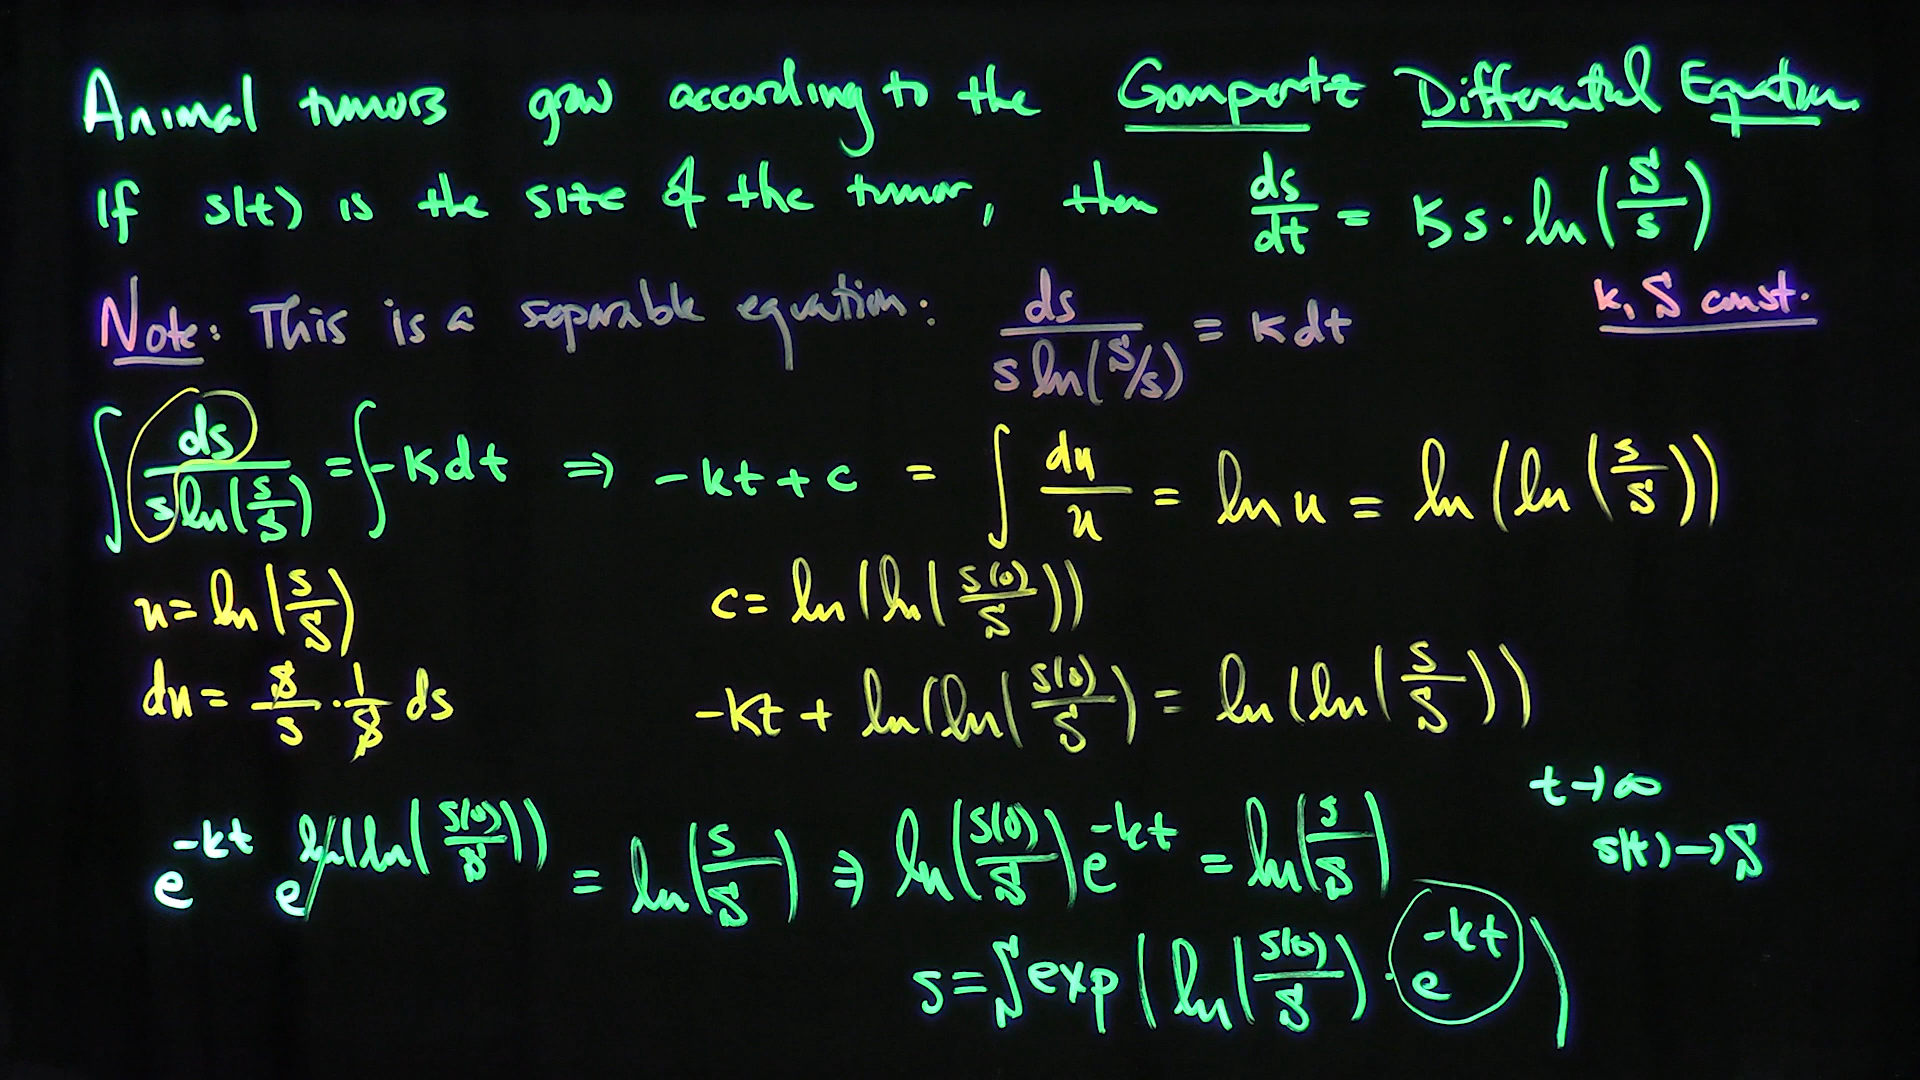 Animal tumors grow according to the Gompertz Differential Equation.
If s(t) is the size of the tumor, then ds/dt = Ks·ln(S/s)
k, S const.
Note: This is a separable equation: ds/(s ln(S/s)) = Kdt
∫ ds/(s ln(s/S)) = ∫ -Kdt ⇒ -kt + c = ∫ du/u = ln u = ln(ln(s/S))
u = ln(s/S) c = ln(ln(s(0)/S))
du = S/s · 1/S ds -Kt + ln(ln(s(0)/S) = ln(ln(s/S))
t→∞
e^-kt e^ln(ln(s(0)/S)) = ln(s/S) ⇒ ln(s(0)/S)e^-kt = ln(s/S) s(t)→S
s = S exp(ln(s(0)/S)·e^-kt)